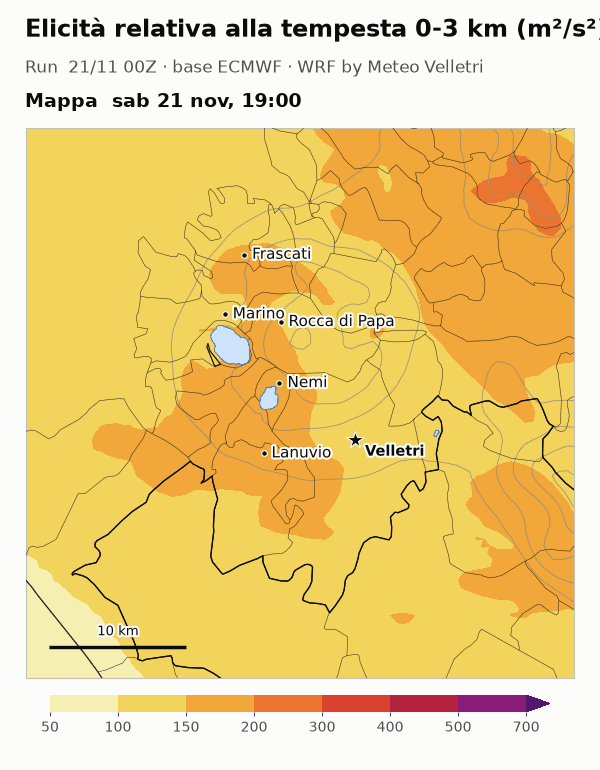 Elicità relativa alla tempesta 0-3 km (m²/s²)
Run  21/11 00Z · base ECMWF · WRF by Meteo Velletri
Mappa  sab 21 nov, 19:00
Frascati
Marino
Rocca di Papa
Nemi
Velletri
Lanuvio
10 km
50 100 150 200 300 400 500 700